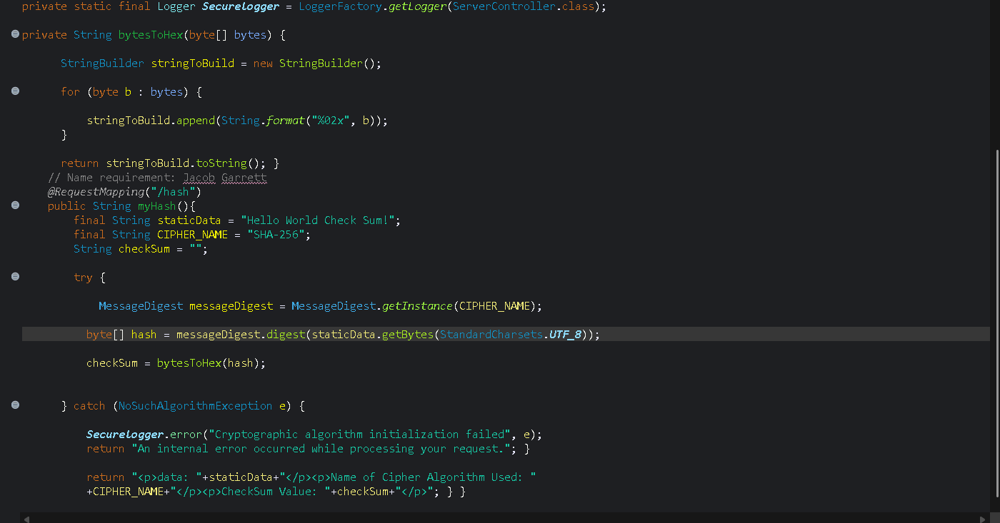 private static final Logger Securelogger = LoggerFactory.getLogger(ServerController.class);
private String bytesToHex(byte[] bytes) {
StringBuilder stringToBuild = new StringBuilder();
for (byte b : bytes) {
stringToBuild.append(String.format("%02x", b));
}
return stringToBuild.toString(); }
// Name requirement: Jacob Garrett
@RequestMapping("/hash")
public String myHash(){
final String staticData = "Hello World Check Sum!";
final String CIPHER_NAME = "SHA-256";
String checkSum = "";
try {
MessageDigest messageDigest = MessageDigest.getInstance(CIPHER_NAME);
byte[] hash = messageDigest.digest(staticData.getBytes(StandardCharsets.UTF_8));
checkSum = bytesToHex(hash);
} catch (NoSuchAlgorithmException e) {
Securelogger.error("Cryptographic algorithm initialization failed", e);
return "An internal error occurred while processing your request."; }
return "<p>data: "+staticData+"</p><p>Name of Cipher Algorithm Used: "
+CIPHER_NAME+"</p><p>CheckSum Value: "+checkSum+"</p>"; } }